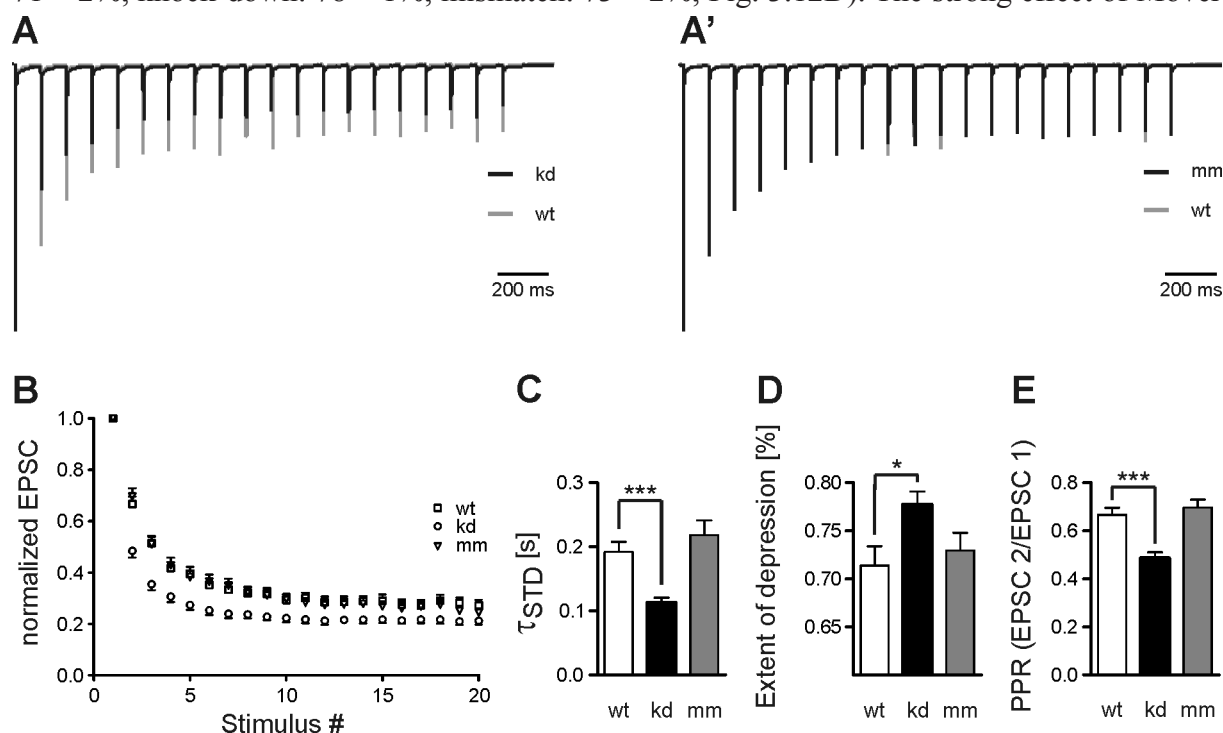 A
A'
kd
wt
200 ms
mm
wt
200 ms
B
normalized EPSC
1.0
0.8
0.6
0.4
0.2
0.0
0
5
10
15
20
Stimulus #
wt
kd
mm
C
τSTD [s]
0.3
0.2
0.1
0.0
***
wt
kd
mm
D
Extent of depression [%]
0.80
0.75
0.70
0.65
*
wt
kd
mm
E
PPR (EPSC 2/EPSC 1)
0.8
0.6
0.4
0.2
0.0
***
wt
kd
mm